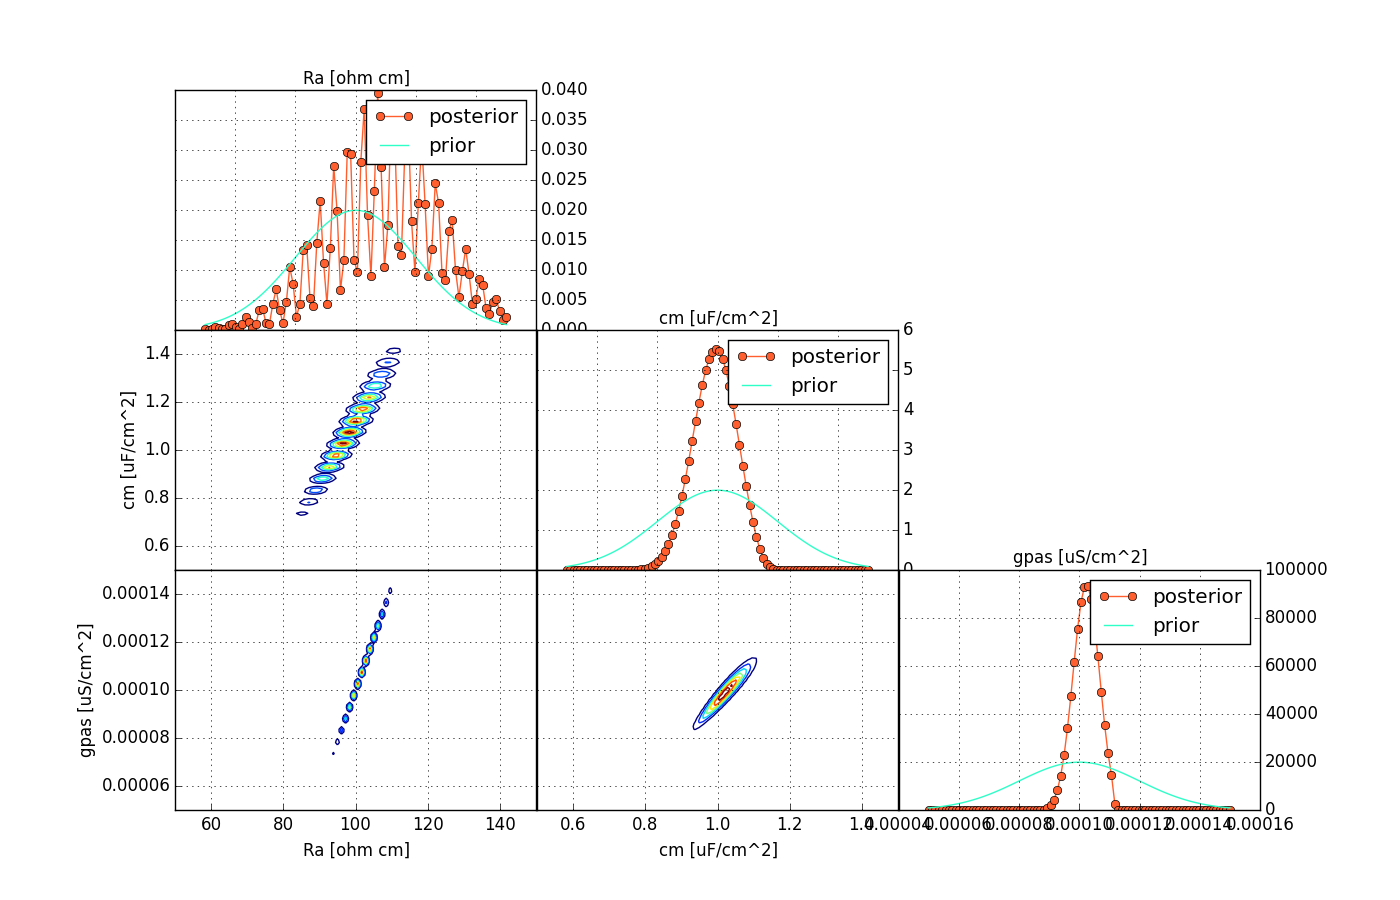 Ra [ohm cm]
posterior
prior
0.040
0.035
0.030
0.025
0.020
0.015
0.010
0.005
0.000
cm [uF/cm^2]
posterior
prior
6
5
4
3
2
1
0
1.4
1.2
1.0
0.8
0.6
cm [uF/cm^2]
gpas [uS/cm^2]
posterior
prior
100000
80000
60000
40000
20000
0
0.00014
0.00012
0.00010
0.00008
0.00006
gpas [uS/cm^2]
60 80 100 120 140
0.6 0.8 1.0 1.2 1.4
0.00004 0.00006 0.00008 0.00010 0.00012 0.00014 0.00016
Ra [ohm cm]
cm [uF/cm^2]